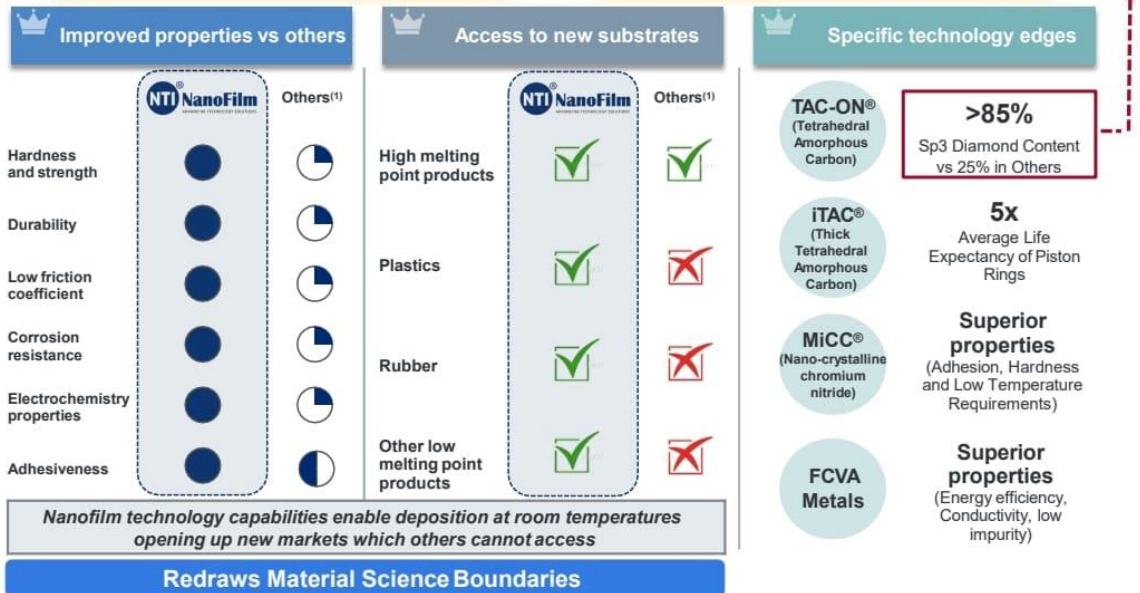 Improved properties vs others
NTI® NanoFilm
Others(1)
Hardness
and strength
Durability
Low friction
coefficient
Corrosion
resistance
Electrochemistry
properties
Adhesiveness
Access to new substrates
NTI® NanoFilm
Others(1)
High melting
point products
Plastics
Rubber
Other low
melting point
products
Nanofilm technology capabilities enable deposition at room temperatures
opening up new markets which others cannot access
Redraws Material Science Boundaries
Specific technology edges
TAC-ON®
(Tetrahedral
Amorphous
Carbon)
>85%
Sp3 Diamond Content
vs 25% in Others
iTAC®
(Thick
Tetrahedral
Amorphous
Carbon)
5x
Average Life
Expectancy of Piston
Rings
MiCC®
(Nano-crystalline
chromium
nitride)
Superior
properties
(Adhesion, Hardness
and Low Temperature
Requirements)
FCVA
Metals
Superior
properties
(Energy efficiency,
Conductivity, low
impurity)